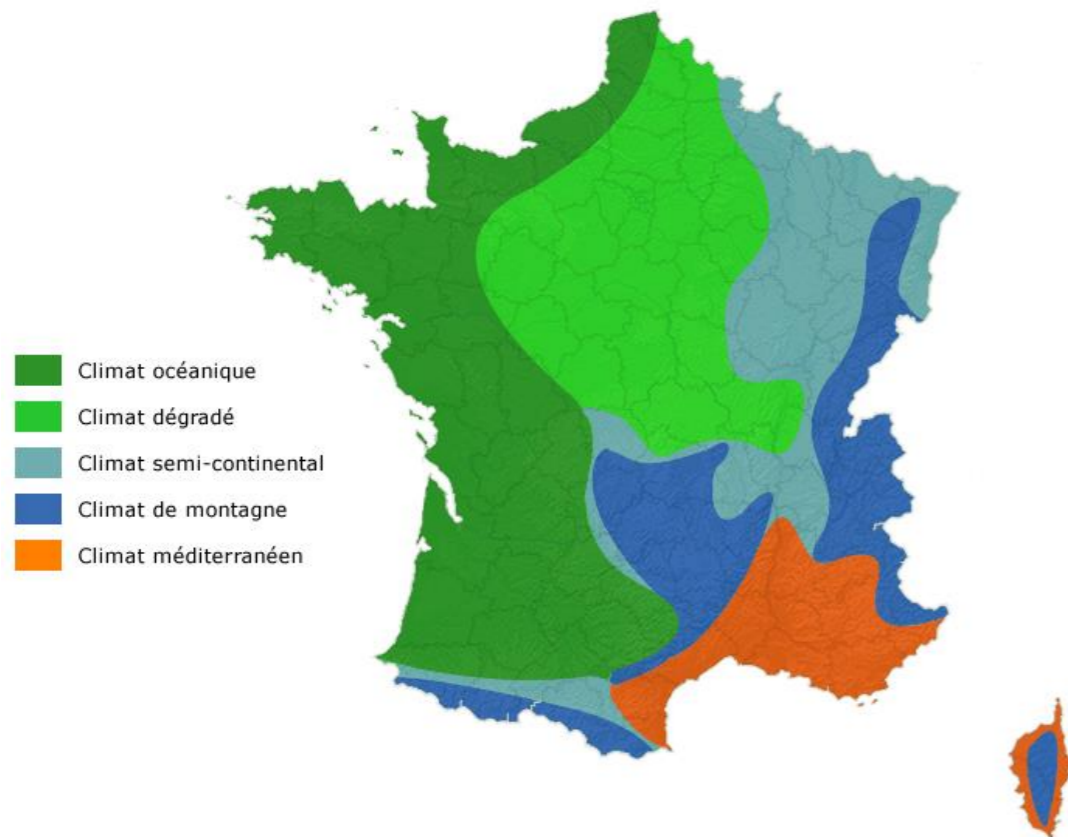 Climat océanique
Climat dégradé
Climat semi-continental
Climat de montagne
Climat méditerranéen